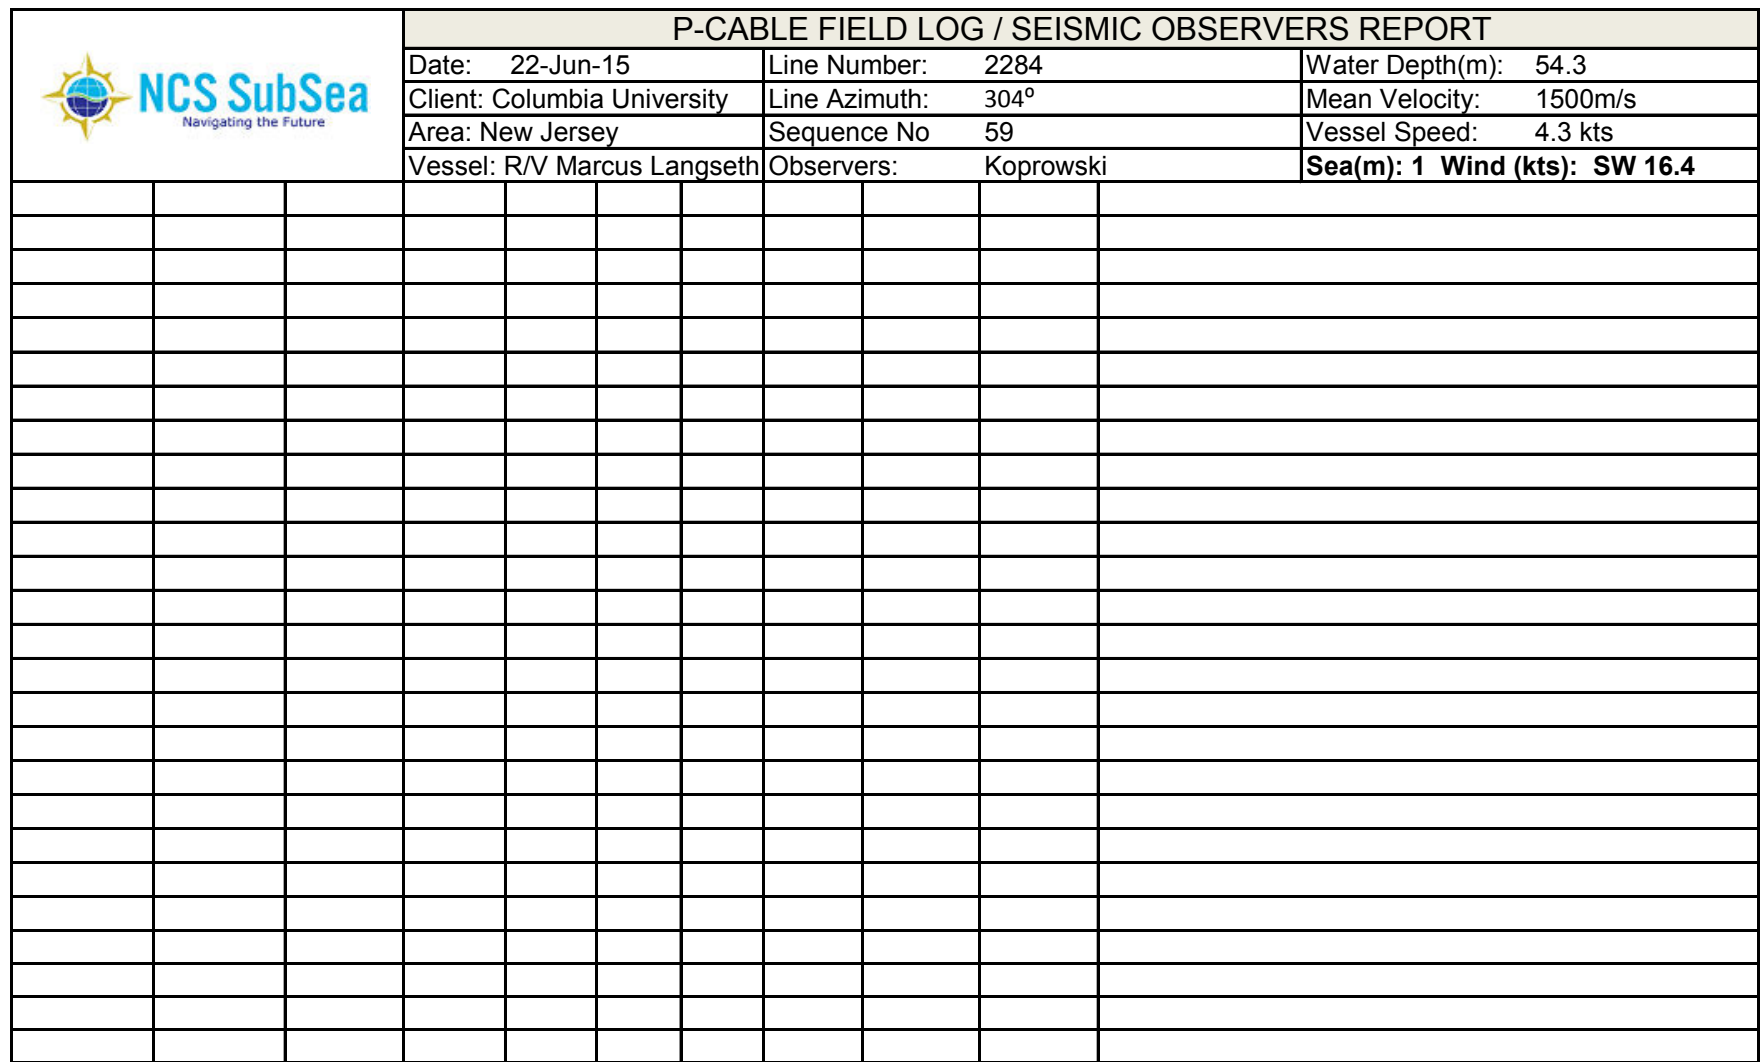 P-CABLE FIELD LOG / SEISMIC OBSERVERS REPORT
NCS SubSea
Navigating the Future
Date: 22-Jun-15 Line Number: 2284 Water Depth(m): 54.3
Client: Columbia University Line Azimuth: 304º Mean Velocity: 1500m/s
Area: New Jersey Sequence No 59 Vessel Speed: 4.3 kts
Vessel: R/V Marcus Langseth Observers: Koprowski Sea(m): 1 Wind (kts): SW 16.4